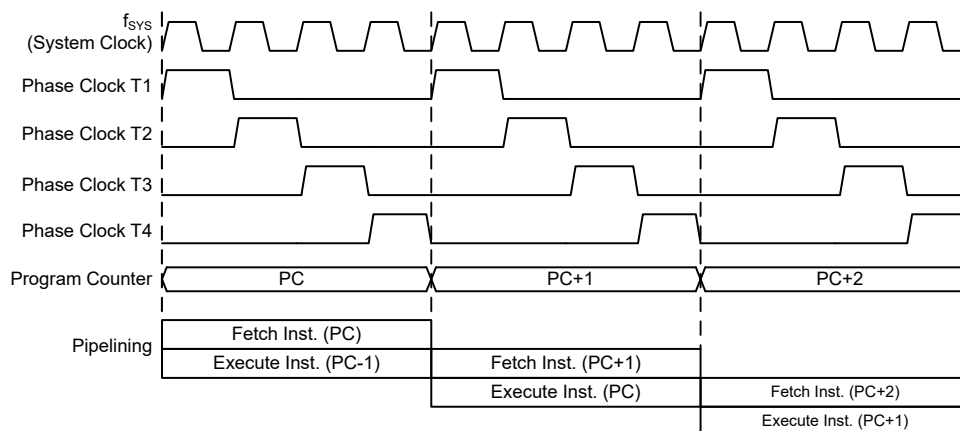 fSYS
(System Clock)
Phase Clock T1
Phase Clock T2
Phase Clock T3
Phase Clock T4
Program Counter PC PC+1 PC+2
Pipelining
Fetch Inst. (PC)
Execute Inst. (PC-1) Fetch Inst. (PC+1)
Execute Inst. (PC) Fetch Inst. (PC+2)
Execute Inst. (PC+1)